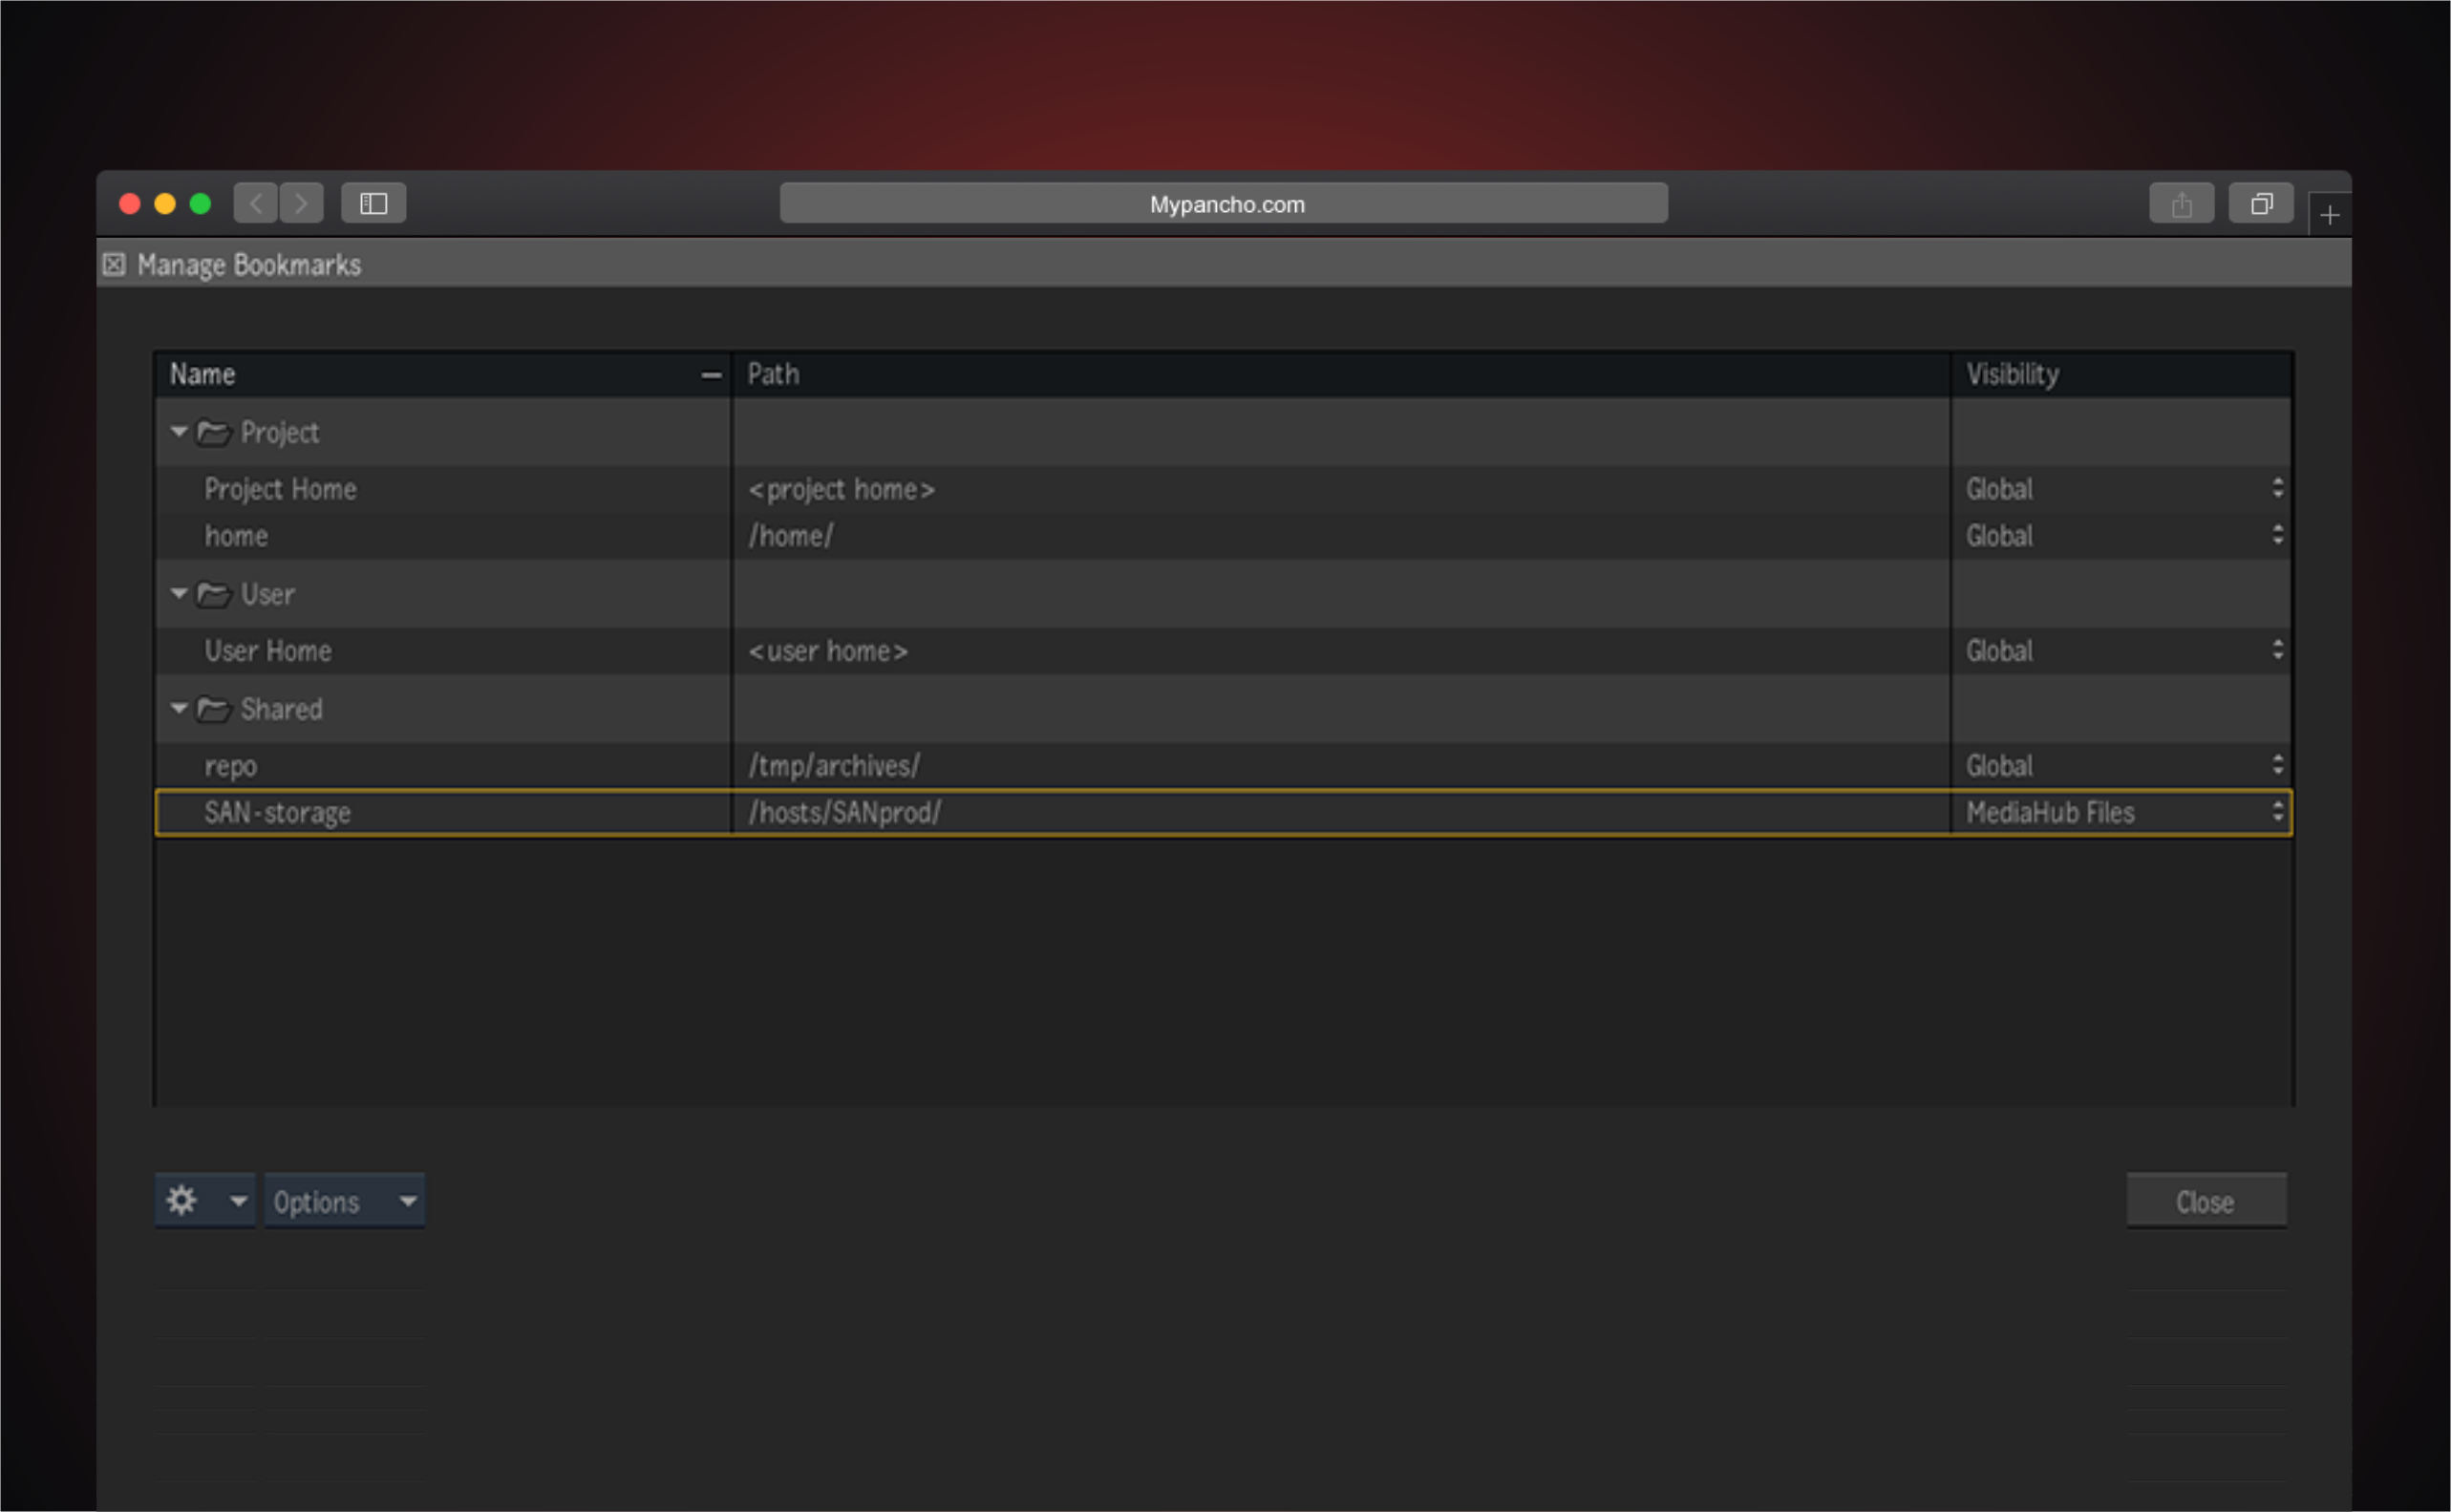 Mypancho.com
Manage Bookmarks
Name Path Visibility
Project
Project Home <project home> Global
home /home/ Global
User
User Home <user home> Global
Shared
repo /tmp/archives/ Global
SAN-storage /hosts/SANprod/ MediaHub Files
Options Close